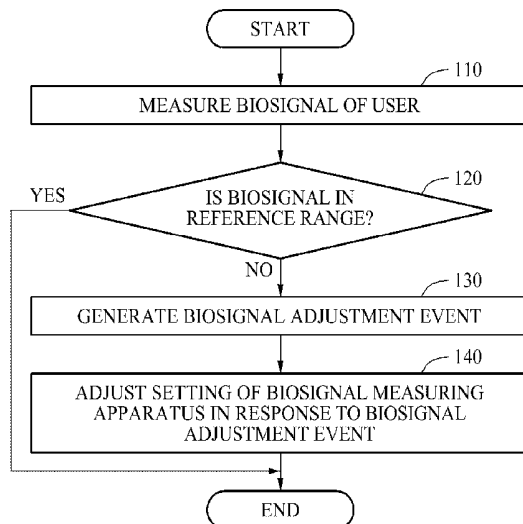 START
110
MEASURE BIOSIGNAL OF USER
120
YES
IS BIOSIGNAL IN
REFERENCE RANGE?
NO
130
GENERATE BIOSIGNAL ADJUSTMENT EVENT
140
ADJUST SETTING OF BIOSIGNAL MEASURING
APPARATUS IN RESPONSE TO BIOSIGNAL
ADJUSTMENT EVENT
END